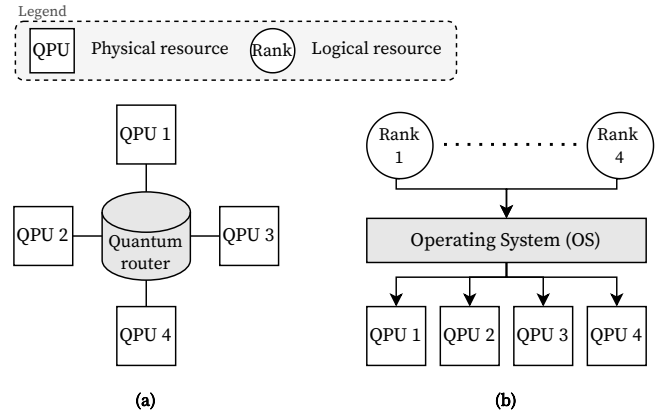 Legend
QPU Physical resource Rank Logical resource
QPU 1
QPU 2
Quantum
router
QPU 3
QPU 4
(a)
Rank
1
Rank
4
Operating System (OS)
QPU 1 QPU 2 QPU 3 QPU 4
(b)